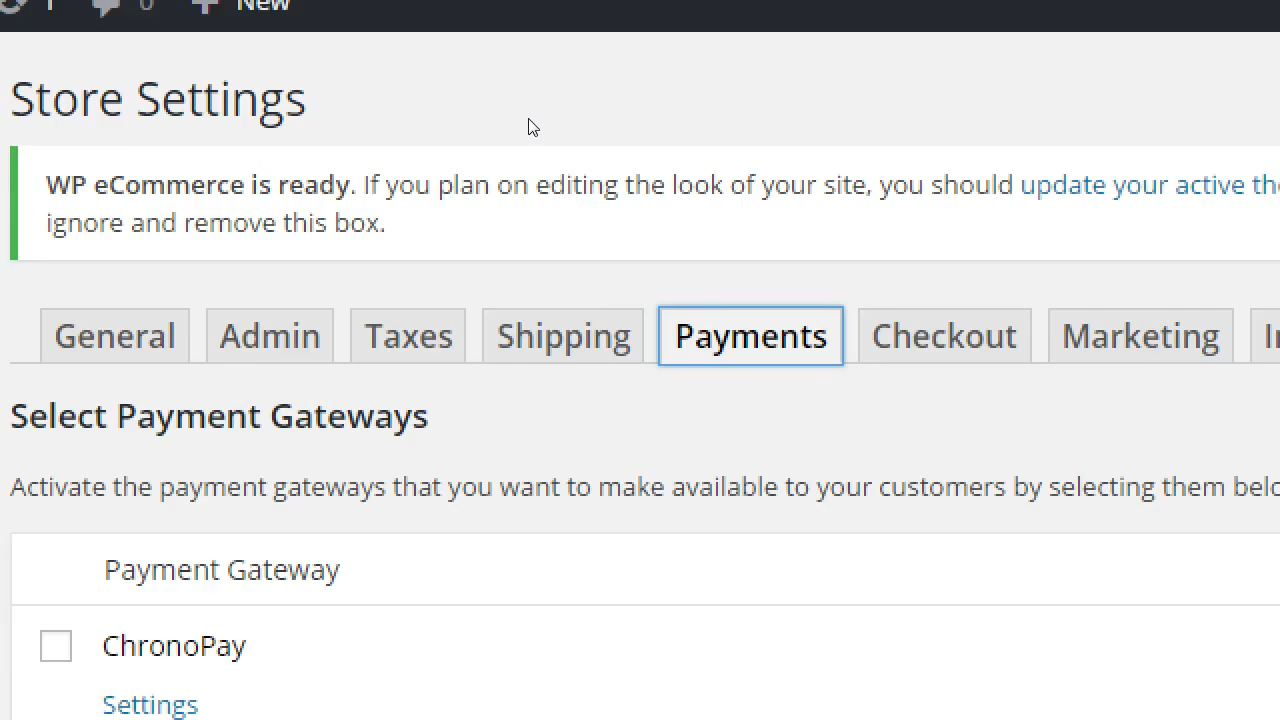 1 0 New
Store Settings
WP eCommerce is ready. If you plan on editing the look of your site, you should update your active
ignore and remove this box.
General Admin Taxes Shipping Payments Checkout Marketing
Select Payment Gateways
Activate the payment gateways that you want to make available to your customers by selecting them
Payment Gateway
ChronoPay
Settings